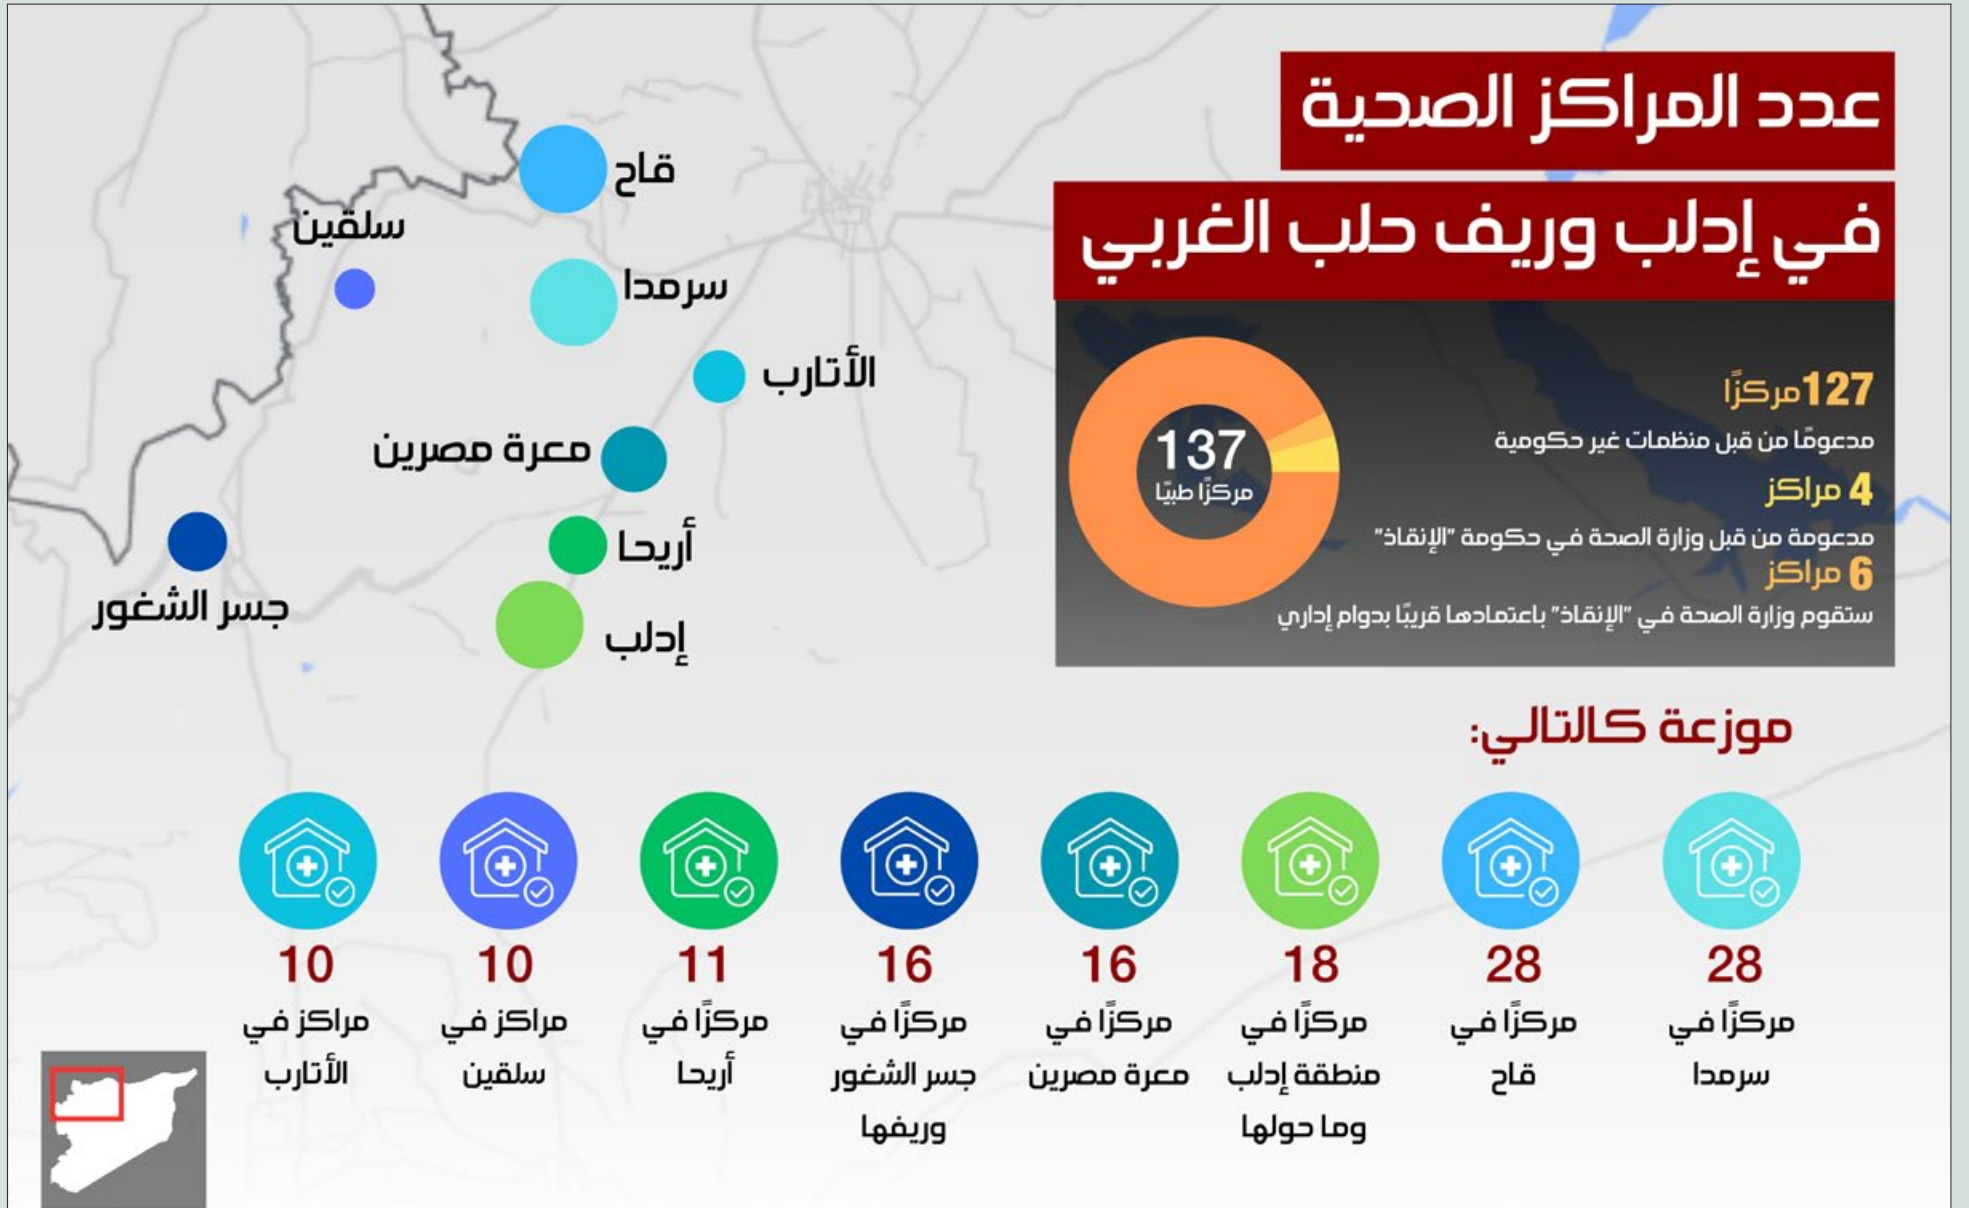 عدد المراكز الصحية
في إدلب وريف حلب الغربي
127 مركزًا
مدعومًا من قبل منظمات غير حكومية
4 مراكز
مدعومة من قبل وزارة الصحة في حكومة "الإنقاذ"
6 مراكز
ستقوم وزارة الصحة في "الإنقاذ" باعتمادها قريبًا بدوام إداري
137
مركزًا طبيًا
قاح
سلقين
سرمدا
الأتارب
معرة مصرين
أريحا
جسر الشغور
إدلب
موزعة كالتالي:
28
مركزًا في
سرمدا
28
مركزًا في
قاح
18
مركزًا في
منطقة إدلب
وما حولها
16
مركزًا في
معرة مصرين
16
مركزًا في
جسر الشغور
وريفها
11
مركزًا في
أريحا
10
مراكز في
سلقين
10
مراكز في
الأتارب